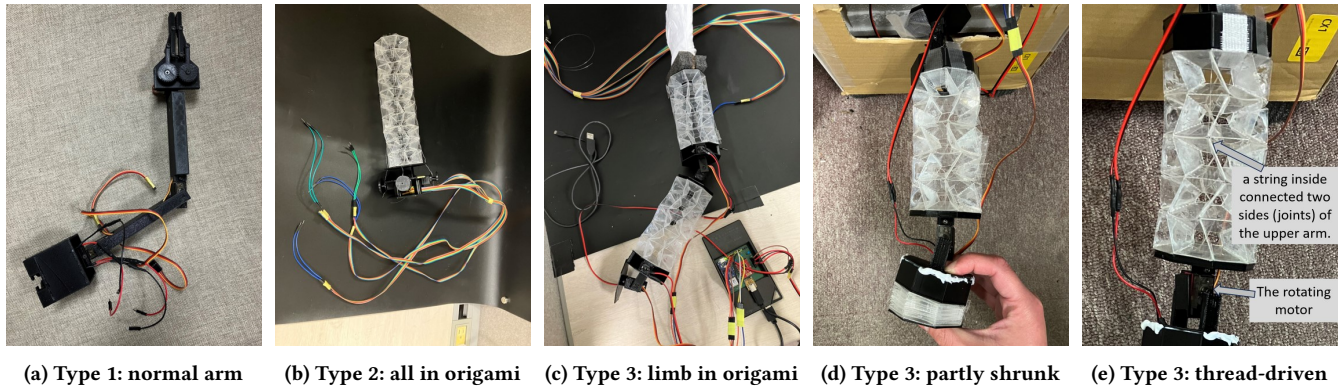 CK1
a string inside
connected two
sides (joints) of
the upper arm.
The rotating
motor
(a) Type 1: normal arm
(b) Type 2: all in origami
(c) Type 3: limb in origami
(d) Type 3: partly shrunk
(e) Type 3: thread-driven